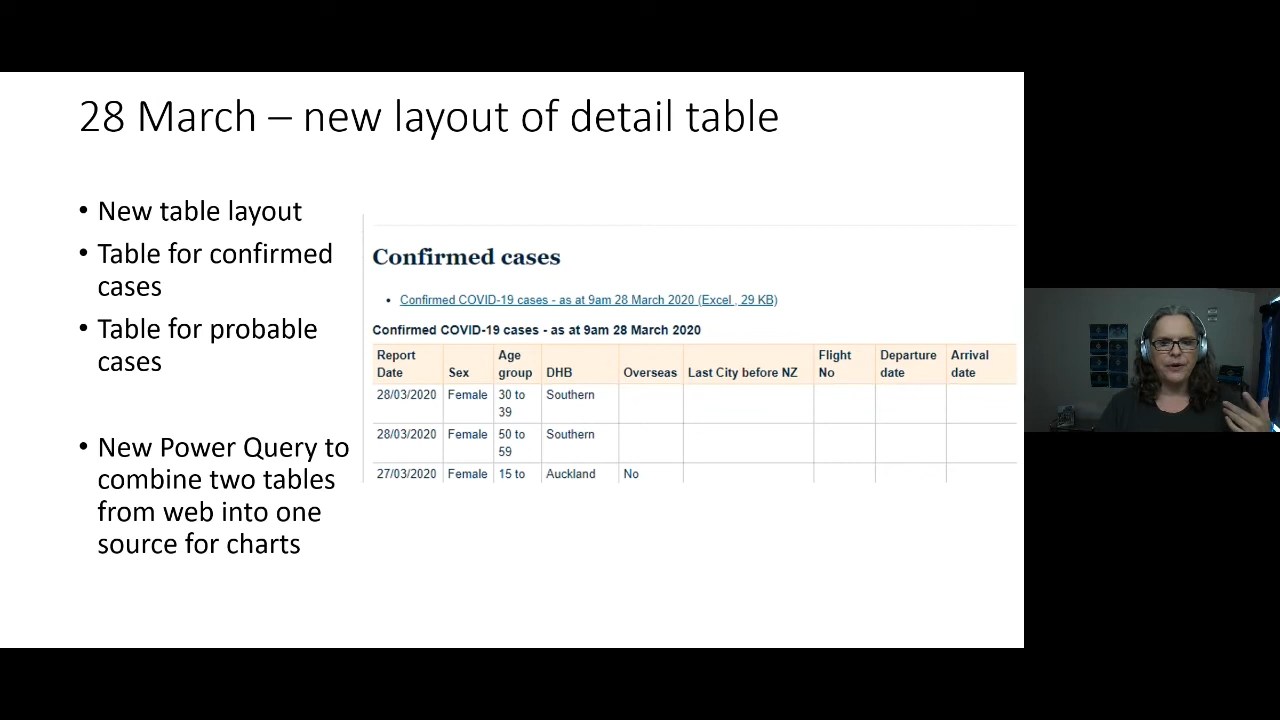 28 March – new layout of detail table
• New table layout
• Table for confirmed
cases
• Table for probable
cases
• New Power Query to
combine two tables
from web into one
source for charts
Confirmed cases
• Confirmed COVID-19 cases - as at 9am 28 March 2020 (Excel , 29 KB)
Confirmed COVID-19 cases - as at 9am 28 March 2020
Report Date Sex Age group DHB Overseas Last City before NZ Flight No Departure date Arrival date
28/03/2020 Female 30 to 39 Southern
28/03/2020 Female 50 to 59 Southern
27/03/2020 Female 15 to Auckland No